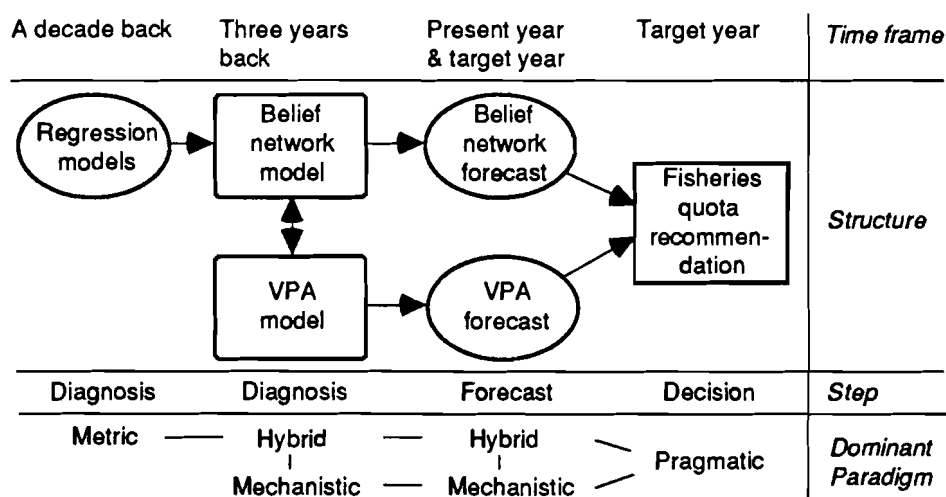 A decade back
Three years
back
Present year
& target year
Target year
Time frame
Regression
models
Belief
network
model
Belief
network
forecast
Fisheries
quota
recommen-
dation
Structure
VPA
model
VPA
forecast
Diagnosis
Diagnosis
Forecast
Decision
Step
Metric
Hybrid
Hybrid
Pragmatic
Dominant
Paradigm
Mechanistic
Mechanistic